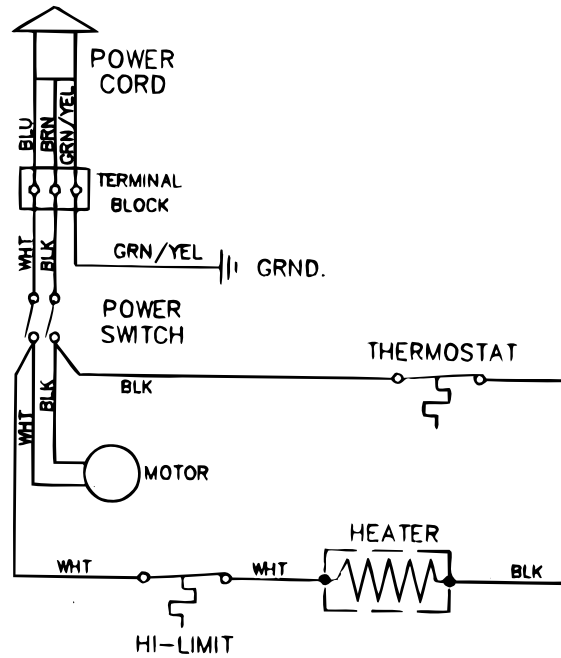 POWER
CORD
BLU
BRN
GRN/YEL
TERMINAL
BLOCK
WHT
BLK
GRN/YEL
GRND.
POWER
SWITCH
THERMOSTAT
BLK
WHT
BLK
MOTOR
HEATER
WHT
WHT
BLK
HI-LIMIT